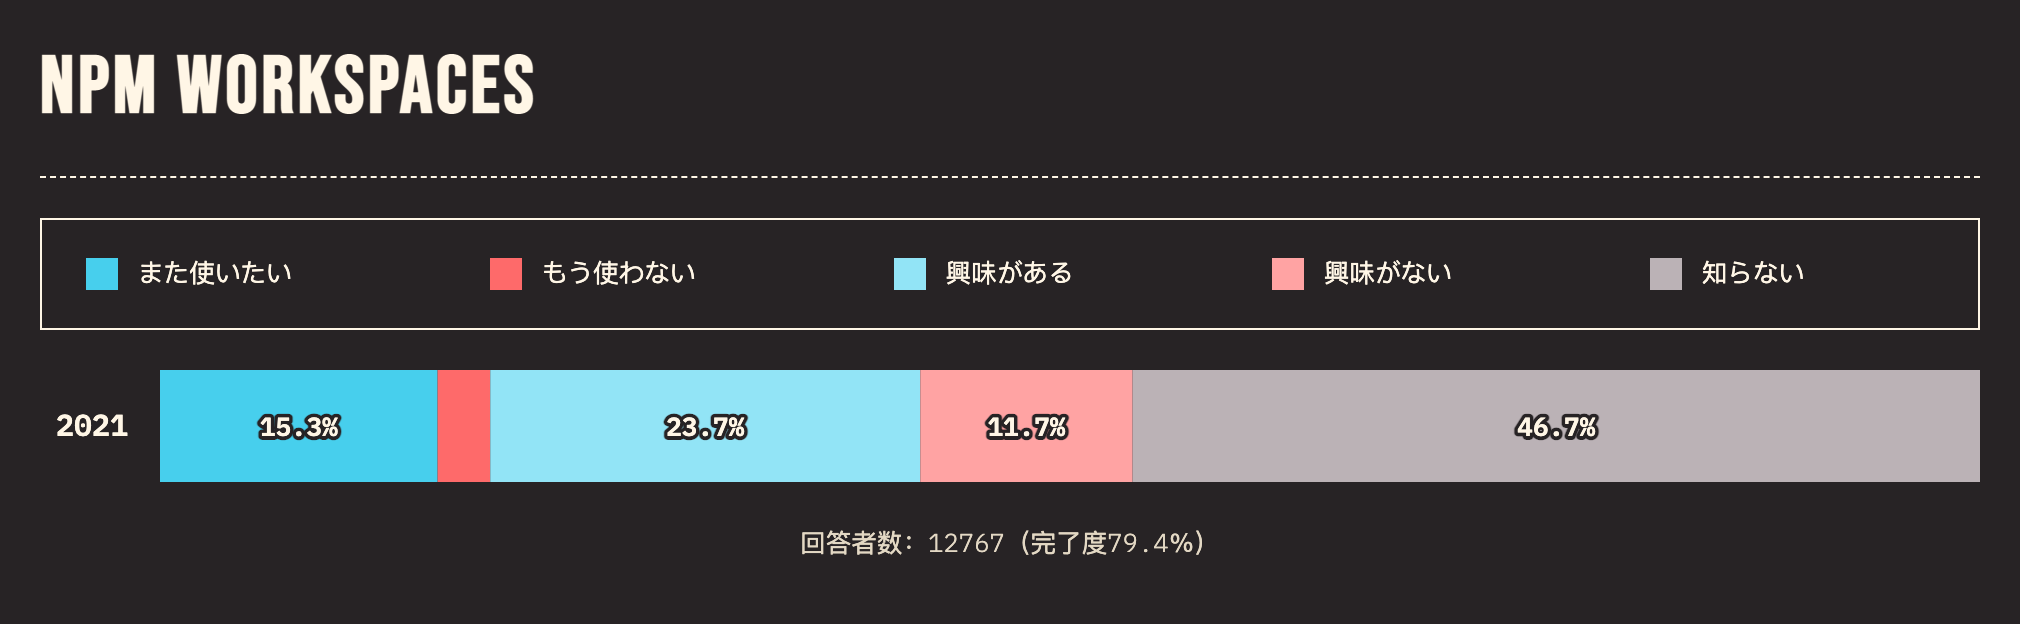 NPM WORKSPACES
また使いたい もう使わない 興味がある 興味がない 知らない
2021 15.3% 23.7% 11.7% 46.7%
回答者数: 12767 (完了度79.4%)